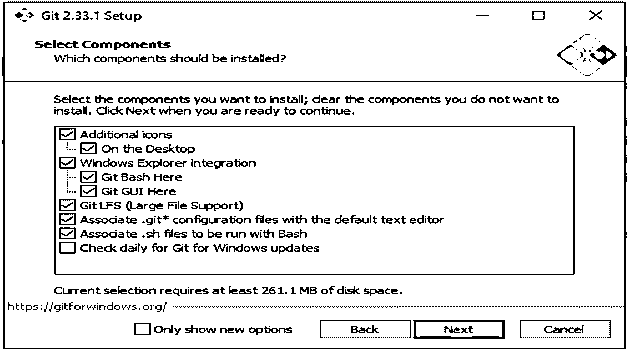 Git 2.33.1 Setup
Select Components
Which components should be installed?
Select the components you want to install; clear the components you do not want to
install. Click Next when you are ready to continue.
Additional icons
On the Desktop
Windows Explorer integration
Git Bash Here
Git GUI Here
Git LFS (Large File Support)
Associate .git* configuration files with the default text editor
Associate .sh files to be run with Bash
Check daily for Git for Windows updates
Current selection requires at least 261.1 MB of disk space.
https://gitforwindows.org/
Only show new options
Back
Next
Cancel